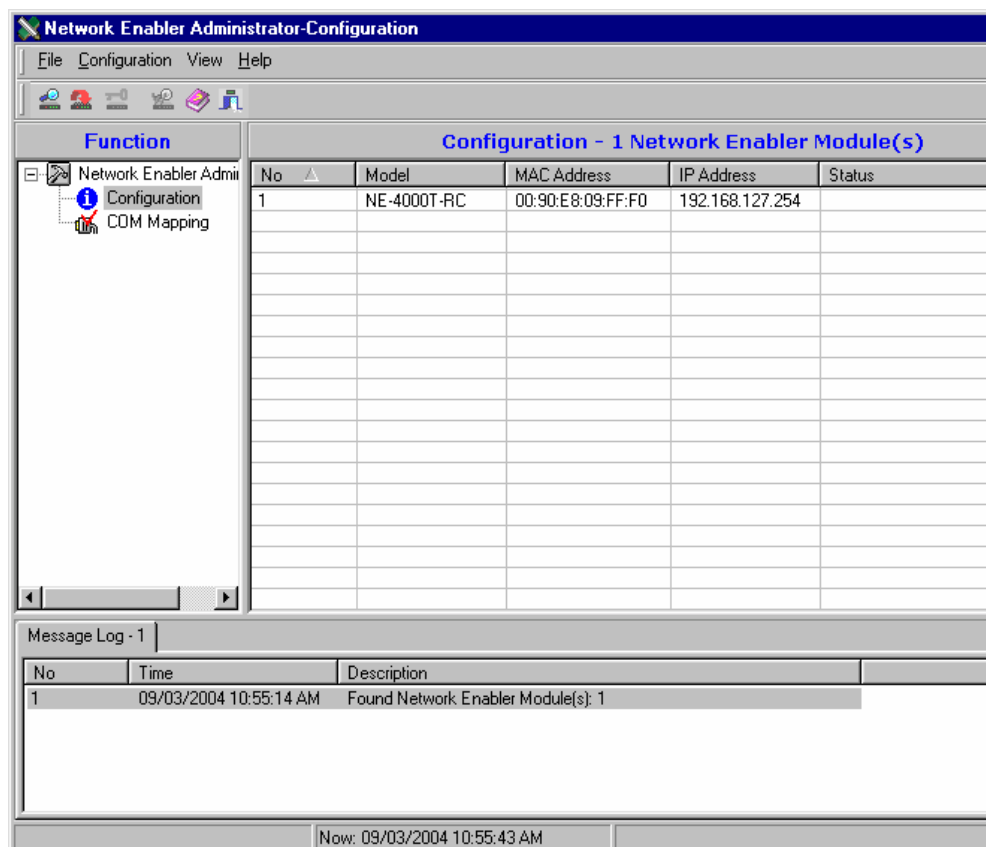 Network Enabler Administrator-Configuration
File Configuration View Help
Function
Configuration - 1 Network Enabler Module(s)
Network Enabler Admi
Configuration
COM Mapping
No Model MAC Address IP Address Status
1 NE-4000T-RC 00:90:E8:09:FF:F0 192.168.127.254
Message Log - 1
No Time Description
1 09/03/2004 10:55:14 AM Found Network Enabler Module(s): 1
Now: 09/03/2004 10:55:43 AM